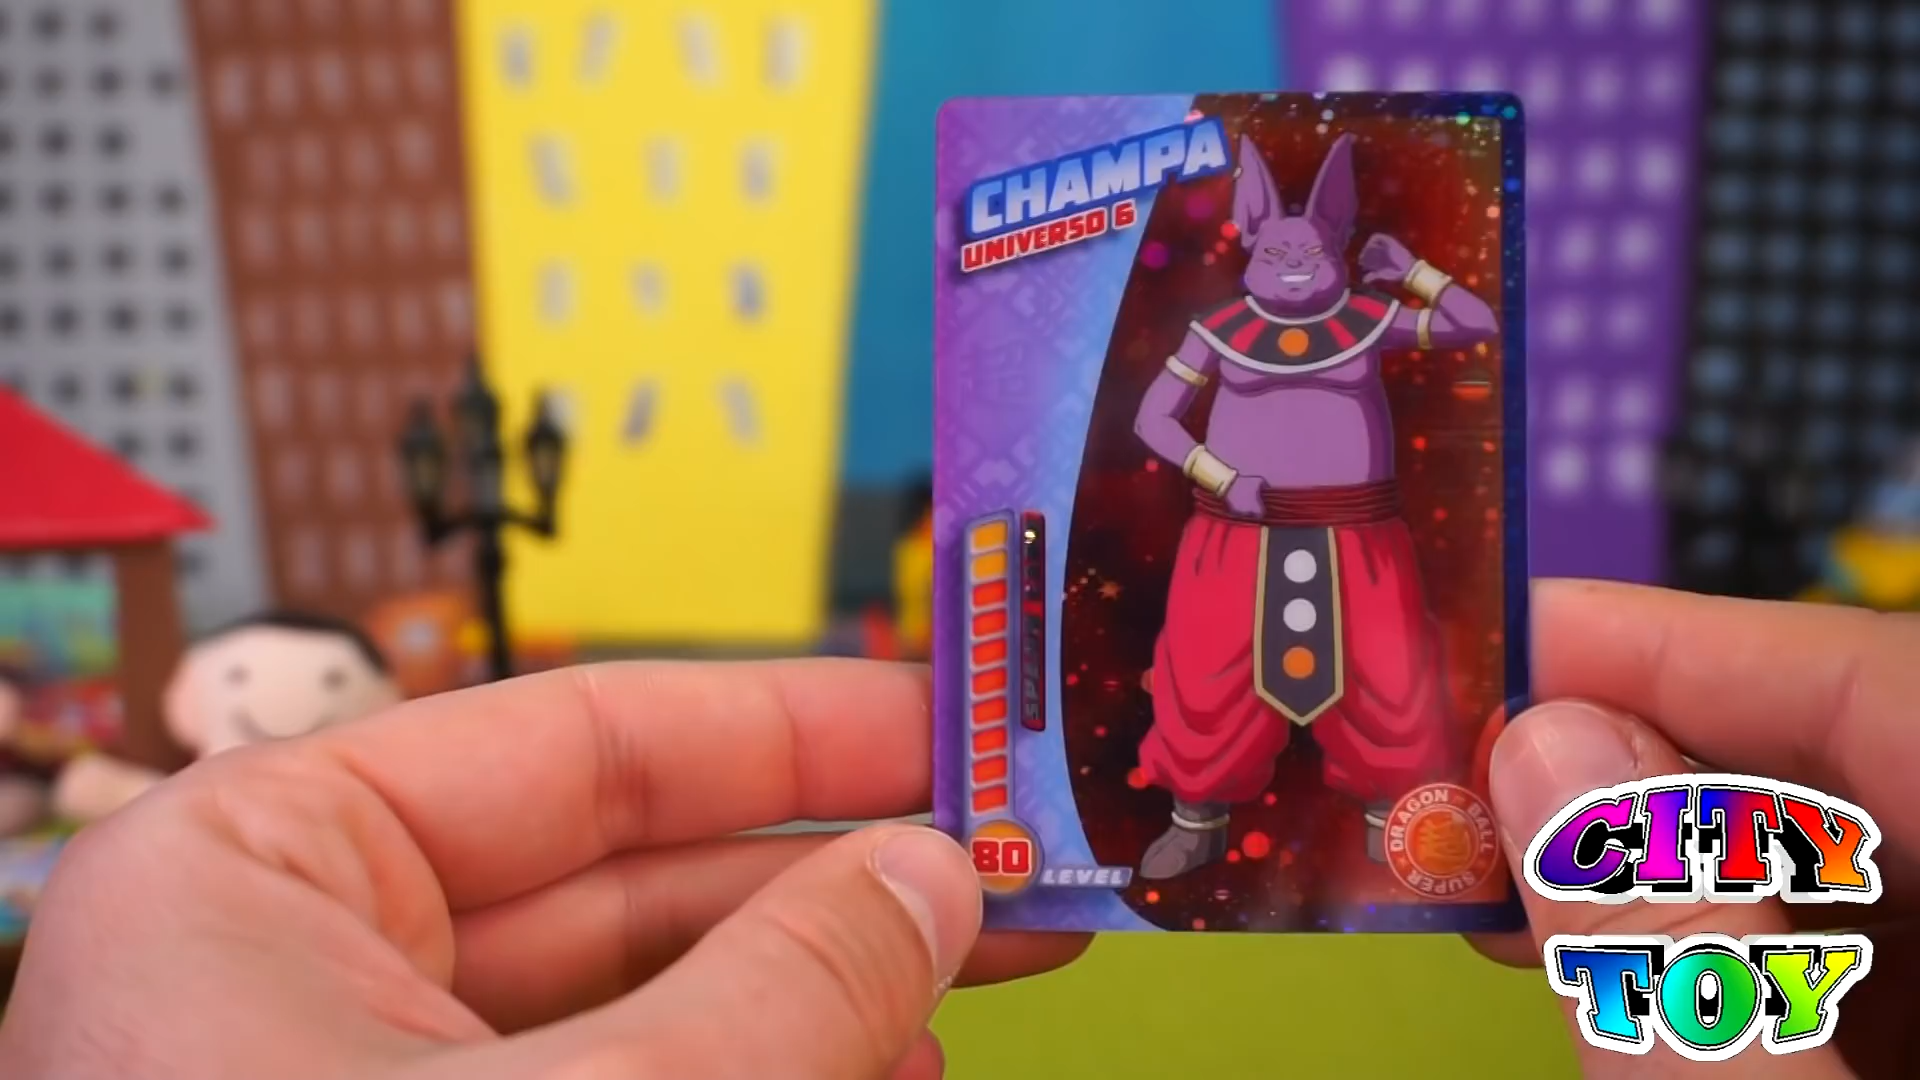 CHAMPA
UNIVERSO 6
80
LEVEL
DRAGON BALL
SUPER
CITY
TOY